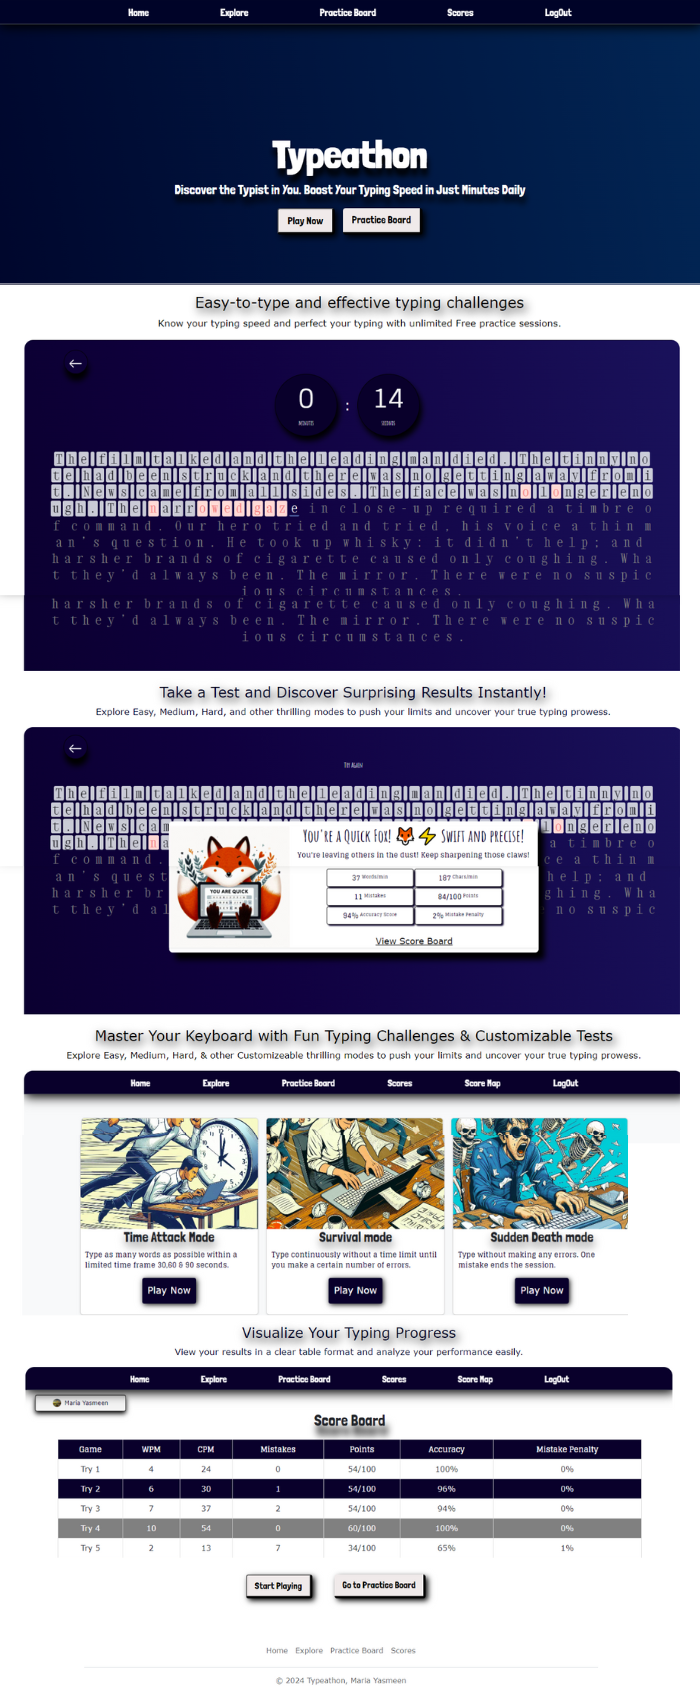 Home Explore Practice Board Scores LogOut
Typeathon
Discover the Typist in You. Boost Your Typing Speed in Just Minutes Daily
Play Now Practice Board
Easy-to-type and effective typing challenges
Know your typing speed and perfect your typing with unlimited Free practice sessions.
0 : 14
MINUTES SECONDS
The film talked and the leading man died. The tinny no
te had been struck and there was no getting away from i
t. News came from all sides. The face was no longer eno
ugh. The narrowed gaze in close-up required a timbre o
f command. Our hero tried and tried, his voice a thin m
an's question. He took up whisky: it didn't help; and
harsher brands of cigarette caused only coughing. Wha
t they'd always been. The mirror. There were no suspic
ious circumstances.
harsher brands of cigarette caused only coughing. Wha
t they'd always been. The mirror. There were no suspic
ious circumstances.
Take a Test and Discover Surprising Results Instantly!
Explore Easy, Medium, Hard, and other thrilling modes to push your limits and uncover your true typing prowess.
Try Again
The film talked and the leading man died. The tinny no
te had been struck and there was no getting away from i
t. News cam onger eno
ugh. The na a timbre o
f command. ce a thin m
an's quest help; and
harsher br ghing. Wha
t they'd al no suspic
You're a Quick Fox! 🦊 ⚡ Swift and precise!
You're leaving others in the dust! Keep sharpening those claws!
YOU ARE QUICK
37 Words/min 187 Chars/min
11 Mistakes 84/100 Points
94% Accuracy Score 2% Mistake Penalty
View Score Board
Master Your Keyboard with Fun Typing Challenges & Customizable Tests
Explore Easy, Medium, Hard, & other Customizeable thrilling modes to push your limits and uncover your true typing prowess.
Home Explore Practice Board Scores Score Map LogOut
Time Attack Mode Survival mode Sudden Death mode
Type as many words as possible within a Type continuously without a time limit until Type without making any errors. One
limited time frame 30,60 & 90 seconds. you make a certain number of errors. mistake ends the session.
Play Now Play Now Play Now
Visualize Your Typing Progress
View your results in a clear table format and analyze your performance easily.
Home Explore Practice Board Scores Score Map LogOut
Maria Yasmeen
Score Board
Game WPM CPM Mistakes Points Accuracy Mistake Penalty
Try 1 4 24 0 54/100 100% 0%
Try 2 6 30 1 54/100 96% 0%
Try 3 7 37 2 54/100 94% 0%
Try 4 10 54 0 60/100 100% 0%
Try 5 2 13 7 34/100 65% 1%
Start Playing Go to Practice Board
Home Explore Practice Board Scores
© 2024 Typeathon, Maria Yasmeen